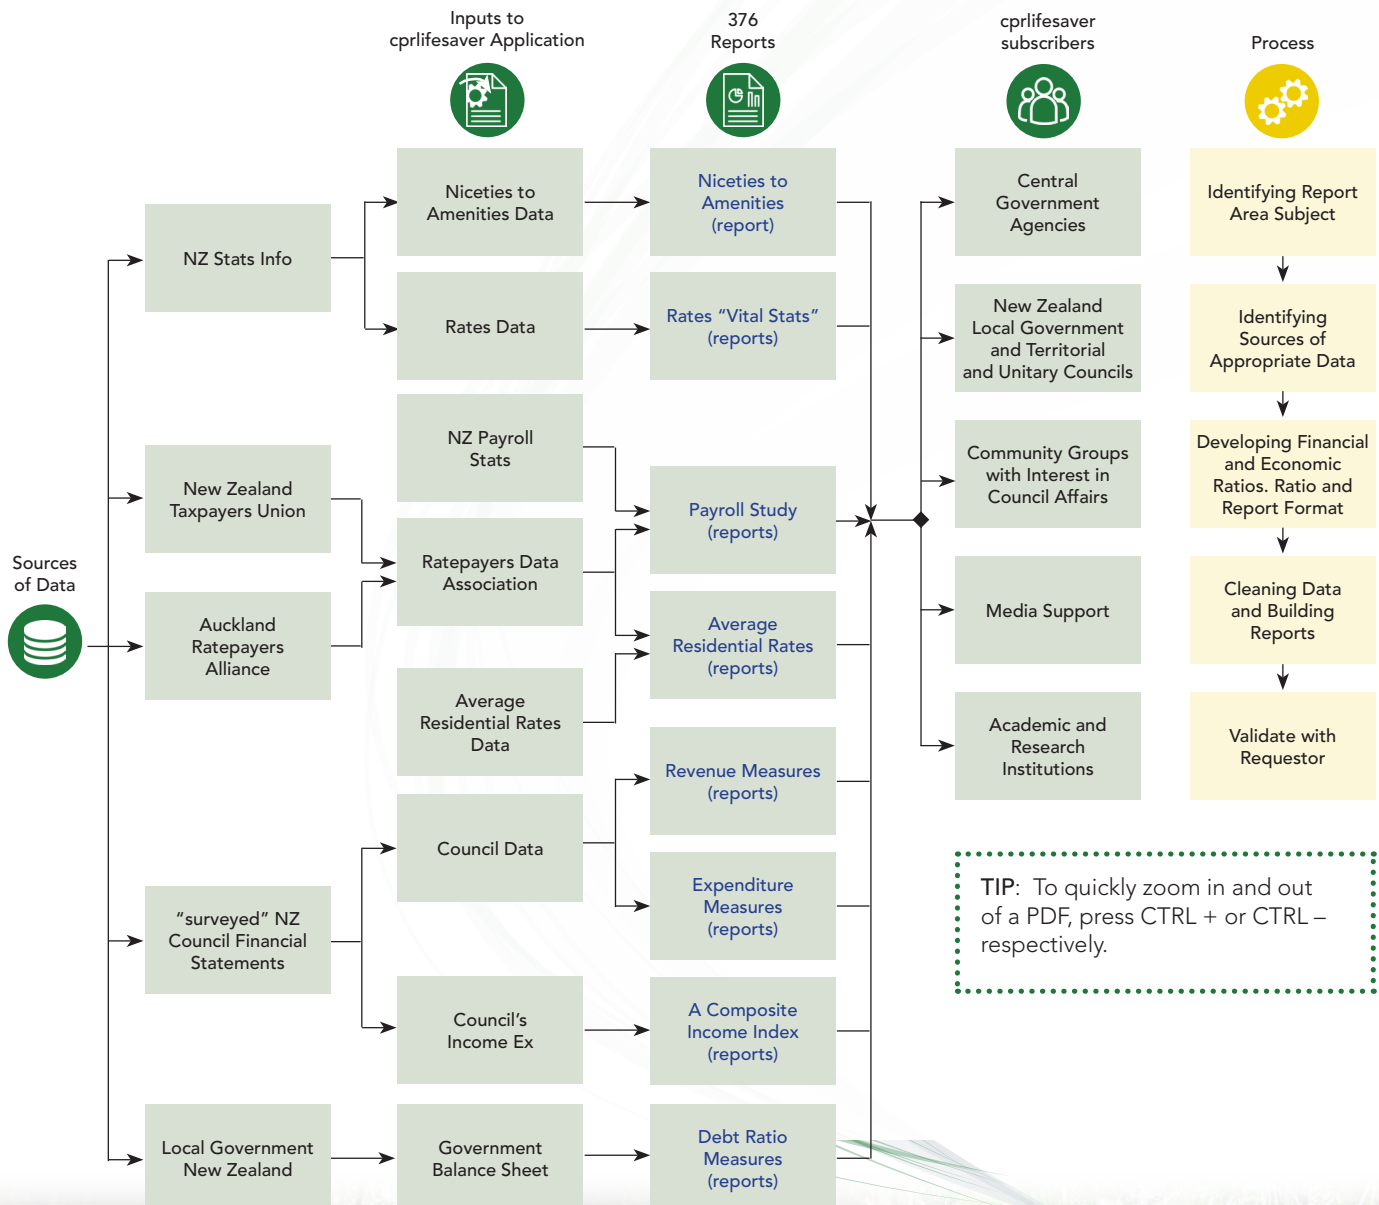 Inputs to
cprlifesaver Application
376
Reports
cprlifesaver
subscribers
Process
Sources
of Data
NZ Stats Info
New Zealand
Taxpayers Union
Auckland
Ratepayers
Alliance
“surveyed” NZ
Council Financial
Statements
Local Government
New Zealand
Niceties to
Amenities Data
Rates Data
NZ Payroll
Stats
Ratepayers Data
Association
Average
Residential Rates
Data
Council Data
Council’s
Income Ex
Government
Balance Sheet
Niceties to
Amenities
(report)
Rates “Vital Stats”
(reports)
Payroll Study
(reports)
Average
Residential Rates
(reports)
Revenue Measures
(reports)
Expenditure
Measures
(reports)
A Composite
Income Index
(reports)
Debt Ratio
Measures
(reports)
Central
Government
Agencies
New Zealand
Local Government
and Territorial
and Unitary Councils
Community Groups
with Interest in
Council Affairs
Media Support
Academic and
Research
Institutions
Identifying Report
Area Subject
Identifying
Sources of
Appropriate Data
Developing Financial
and Economic
Ratios. Ratio and
Report Format
Cleaning Data
and Building
Reports
Validate with
Requestor
TIP: To quickly zoom in and out
of a PDF, press CTRL + or CTRL –
respectively.